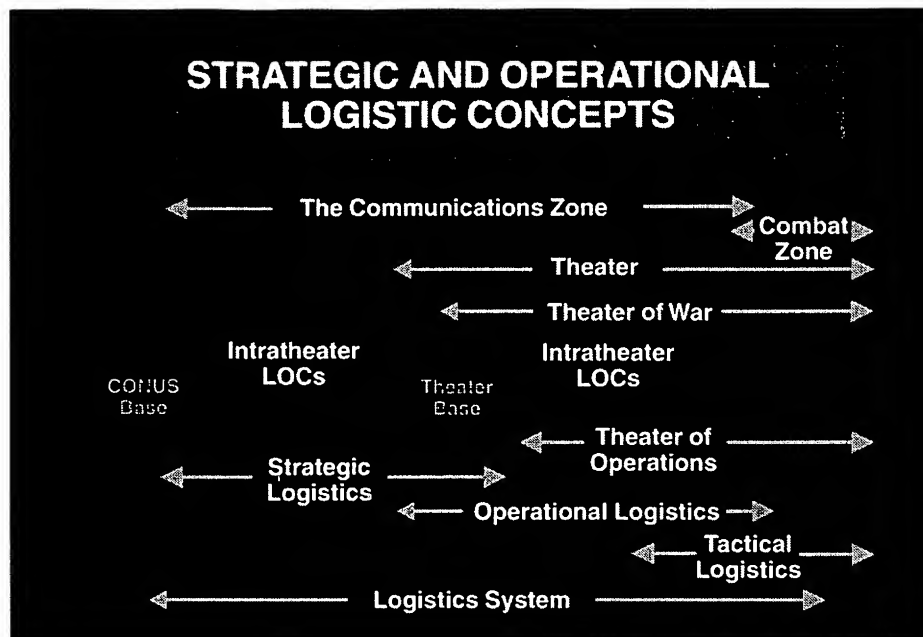 STRATEGIC AND OPERATIONAL
LOGISTIC CONCEPTS
The Communications Zone
Combat
Zone
Theater
Theater of War
Intratheater
LOCs
Intratheater
LOCs
CONUS
Base
Theater
Base
Theater of
Operations
Strategic
Logistics
Operational Logistics
Tactical
Logistics
Logistics System